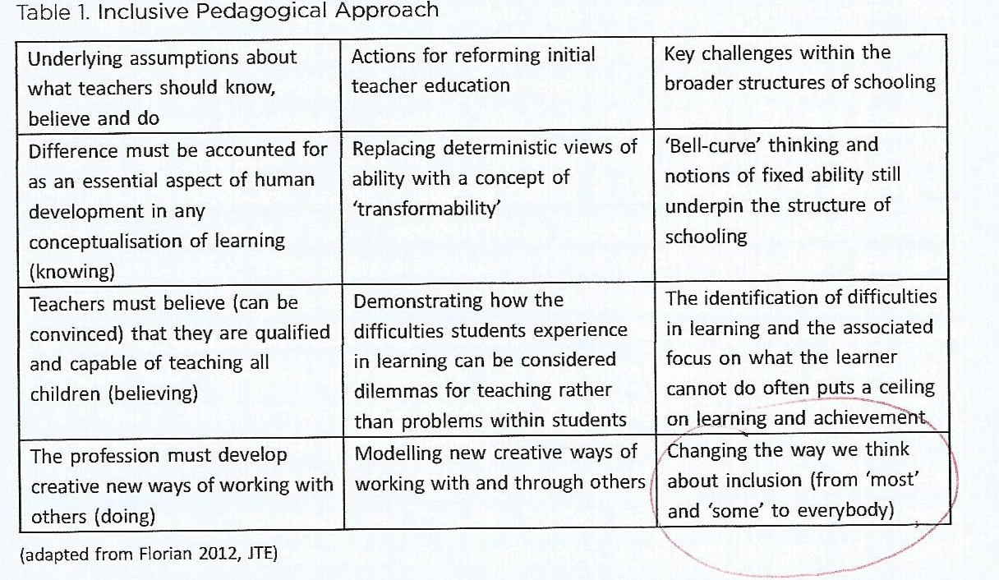 Table 1. Inclusive Pedagogical Approach
Underlying assumptions about
what teachers should know,
believe and do
Actions for reforming initial
teacher education
Key challenges within the
broader structures of schooling
Difference must be accounted for
as an essential aspect of human
development in any
conceptualisation of learning
(knowing)
Replacing deterministic views of
ability with a concept of
‘transformability’
‘Bell-curve’ thinking and
notions of fixed ability still
underpin the structure of
schooling
Teachers must believe (can be
convinced) that they are qualified
and capable of teaching all
children (believing)
Demonstrating how the
difficulties students experience
in learning can be considered
dilemmas for teaching rather
than problems within students
The identification of difficulties
in learning and the associated
focus on what the learner
cannot do often puts a ceiling
on learning and achievement
The profession must develop
creative new ways of working with
others (doing)
Modelling new creative ways of
working with and through others
Changing the way we think
about inclusion (from ‘most’
and ‘some’ to everybody)
(adapted from Florian 2012, JTE)